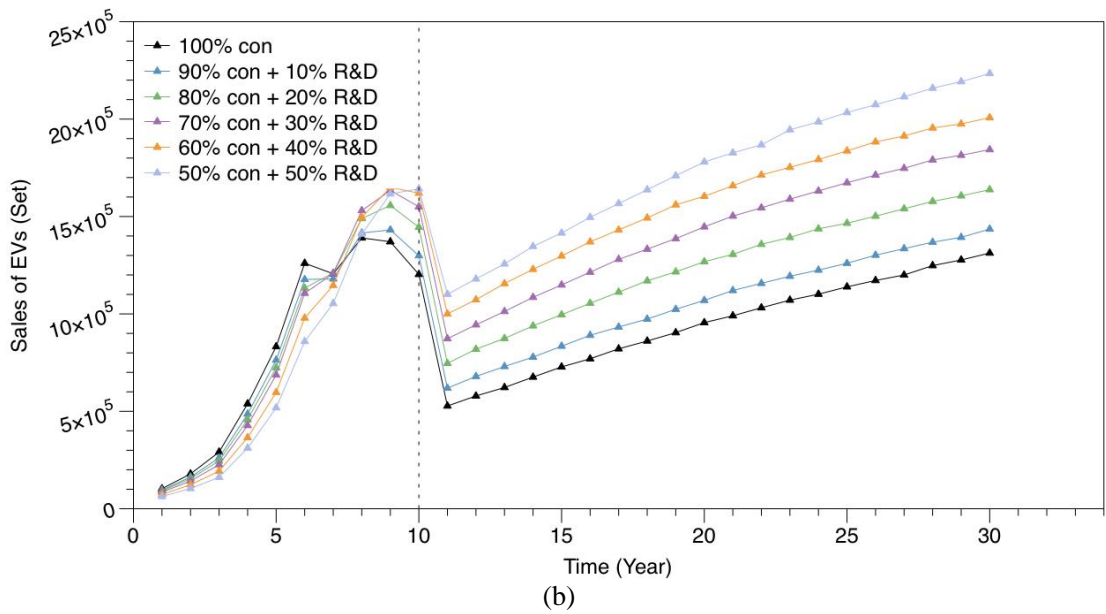 25×10⁵
100% con
90% con + 10% R&D
80% con + 20% R&D
70% con + 30% R&D
60% con + 40% R&D
50% con + 50% R&D
20×10⁵
15×10⁵
10×10⁵
5×10⁵
0
Sales of EVs (Set)
0 5 10 15 20 25 30
Time (Year)
(b)